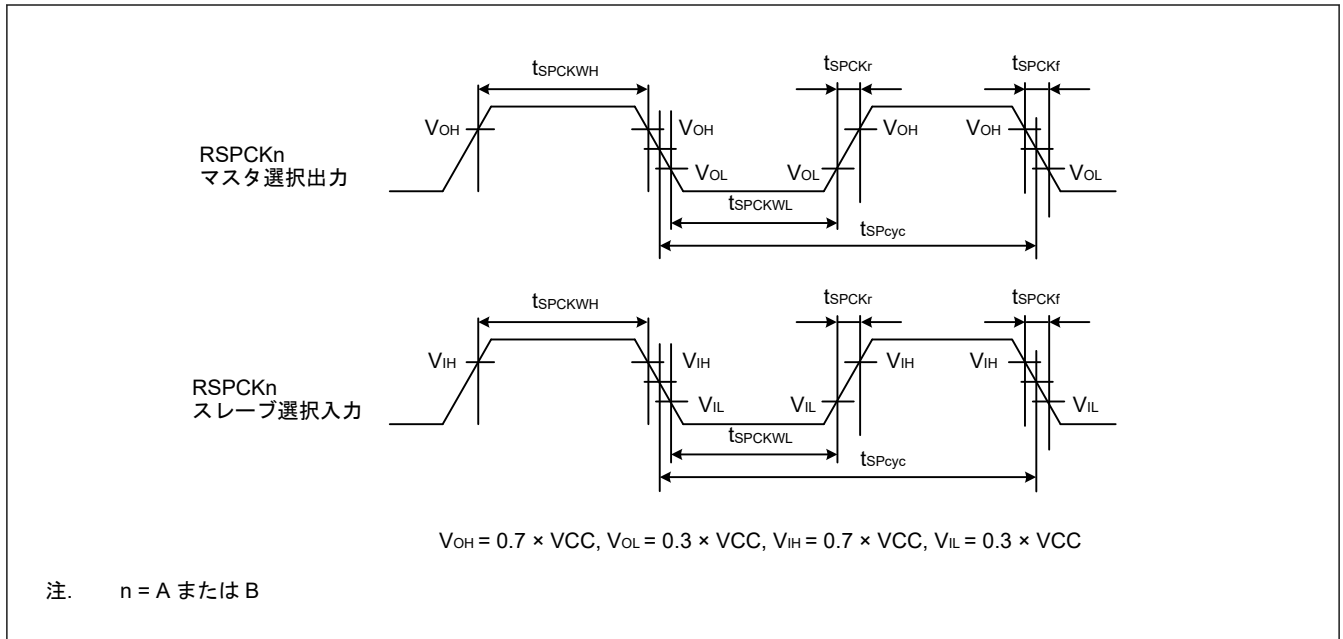 tSPCKWH tSPCKr tSPCKf
VOH VOH VOH VOH
RSPCKn
マスタ選択出力
VOL VOL VOL
tSPCKWL
tSPcyc
tSPCKWH tSPCKr tSPCKf
VIH VIH VIH VIH
RSPCKn
スレーブ選択入力
VIL VIL VIL
tSPCKWL
tSPcyc
VOH = 0.7 × VCC, VOL = 0.3 × VCC, VIH = 0.7 × VCC, VIL = 0.3 × VCC
注. n = A または B